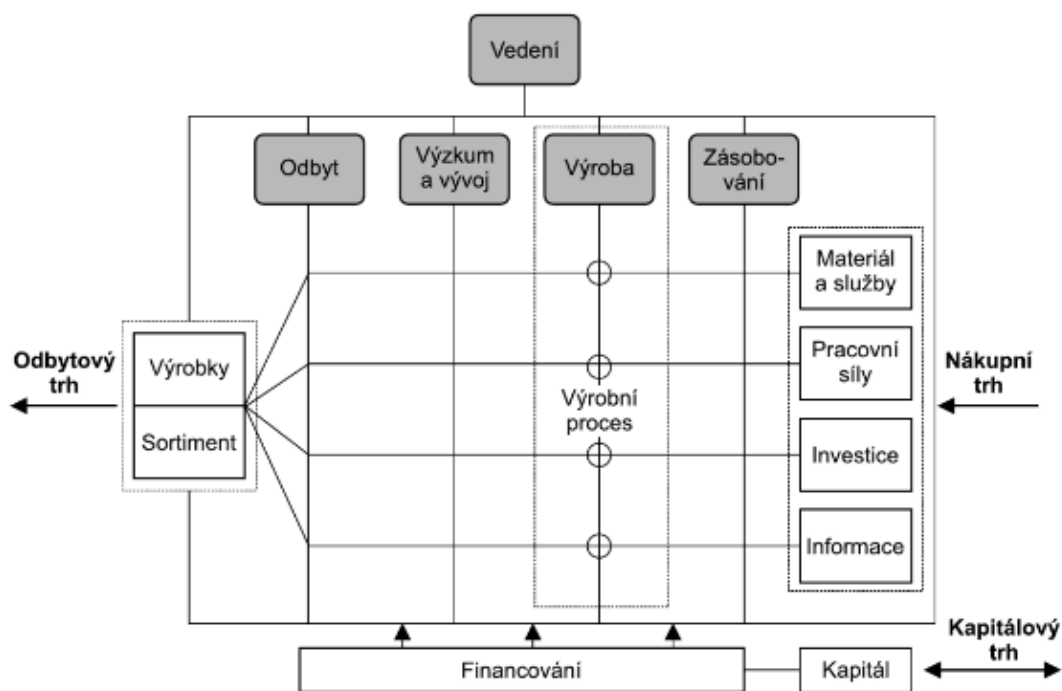 Vedení
Odbyt
Výzkum
a vývoj
Výroba
Zásobo-
vání
Materiál
a služby
Odbytový
trh
Výrobky
Sortiment
Pracovní
síly
Nákupní
trh
Výrobní
proces
Investice
Informace
Financování
Kapitál
Kapitálový
trh